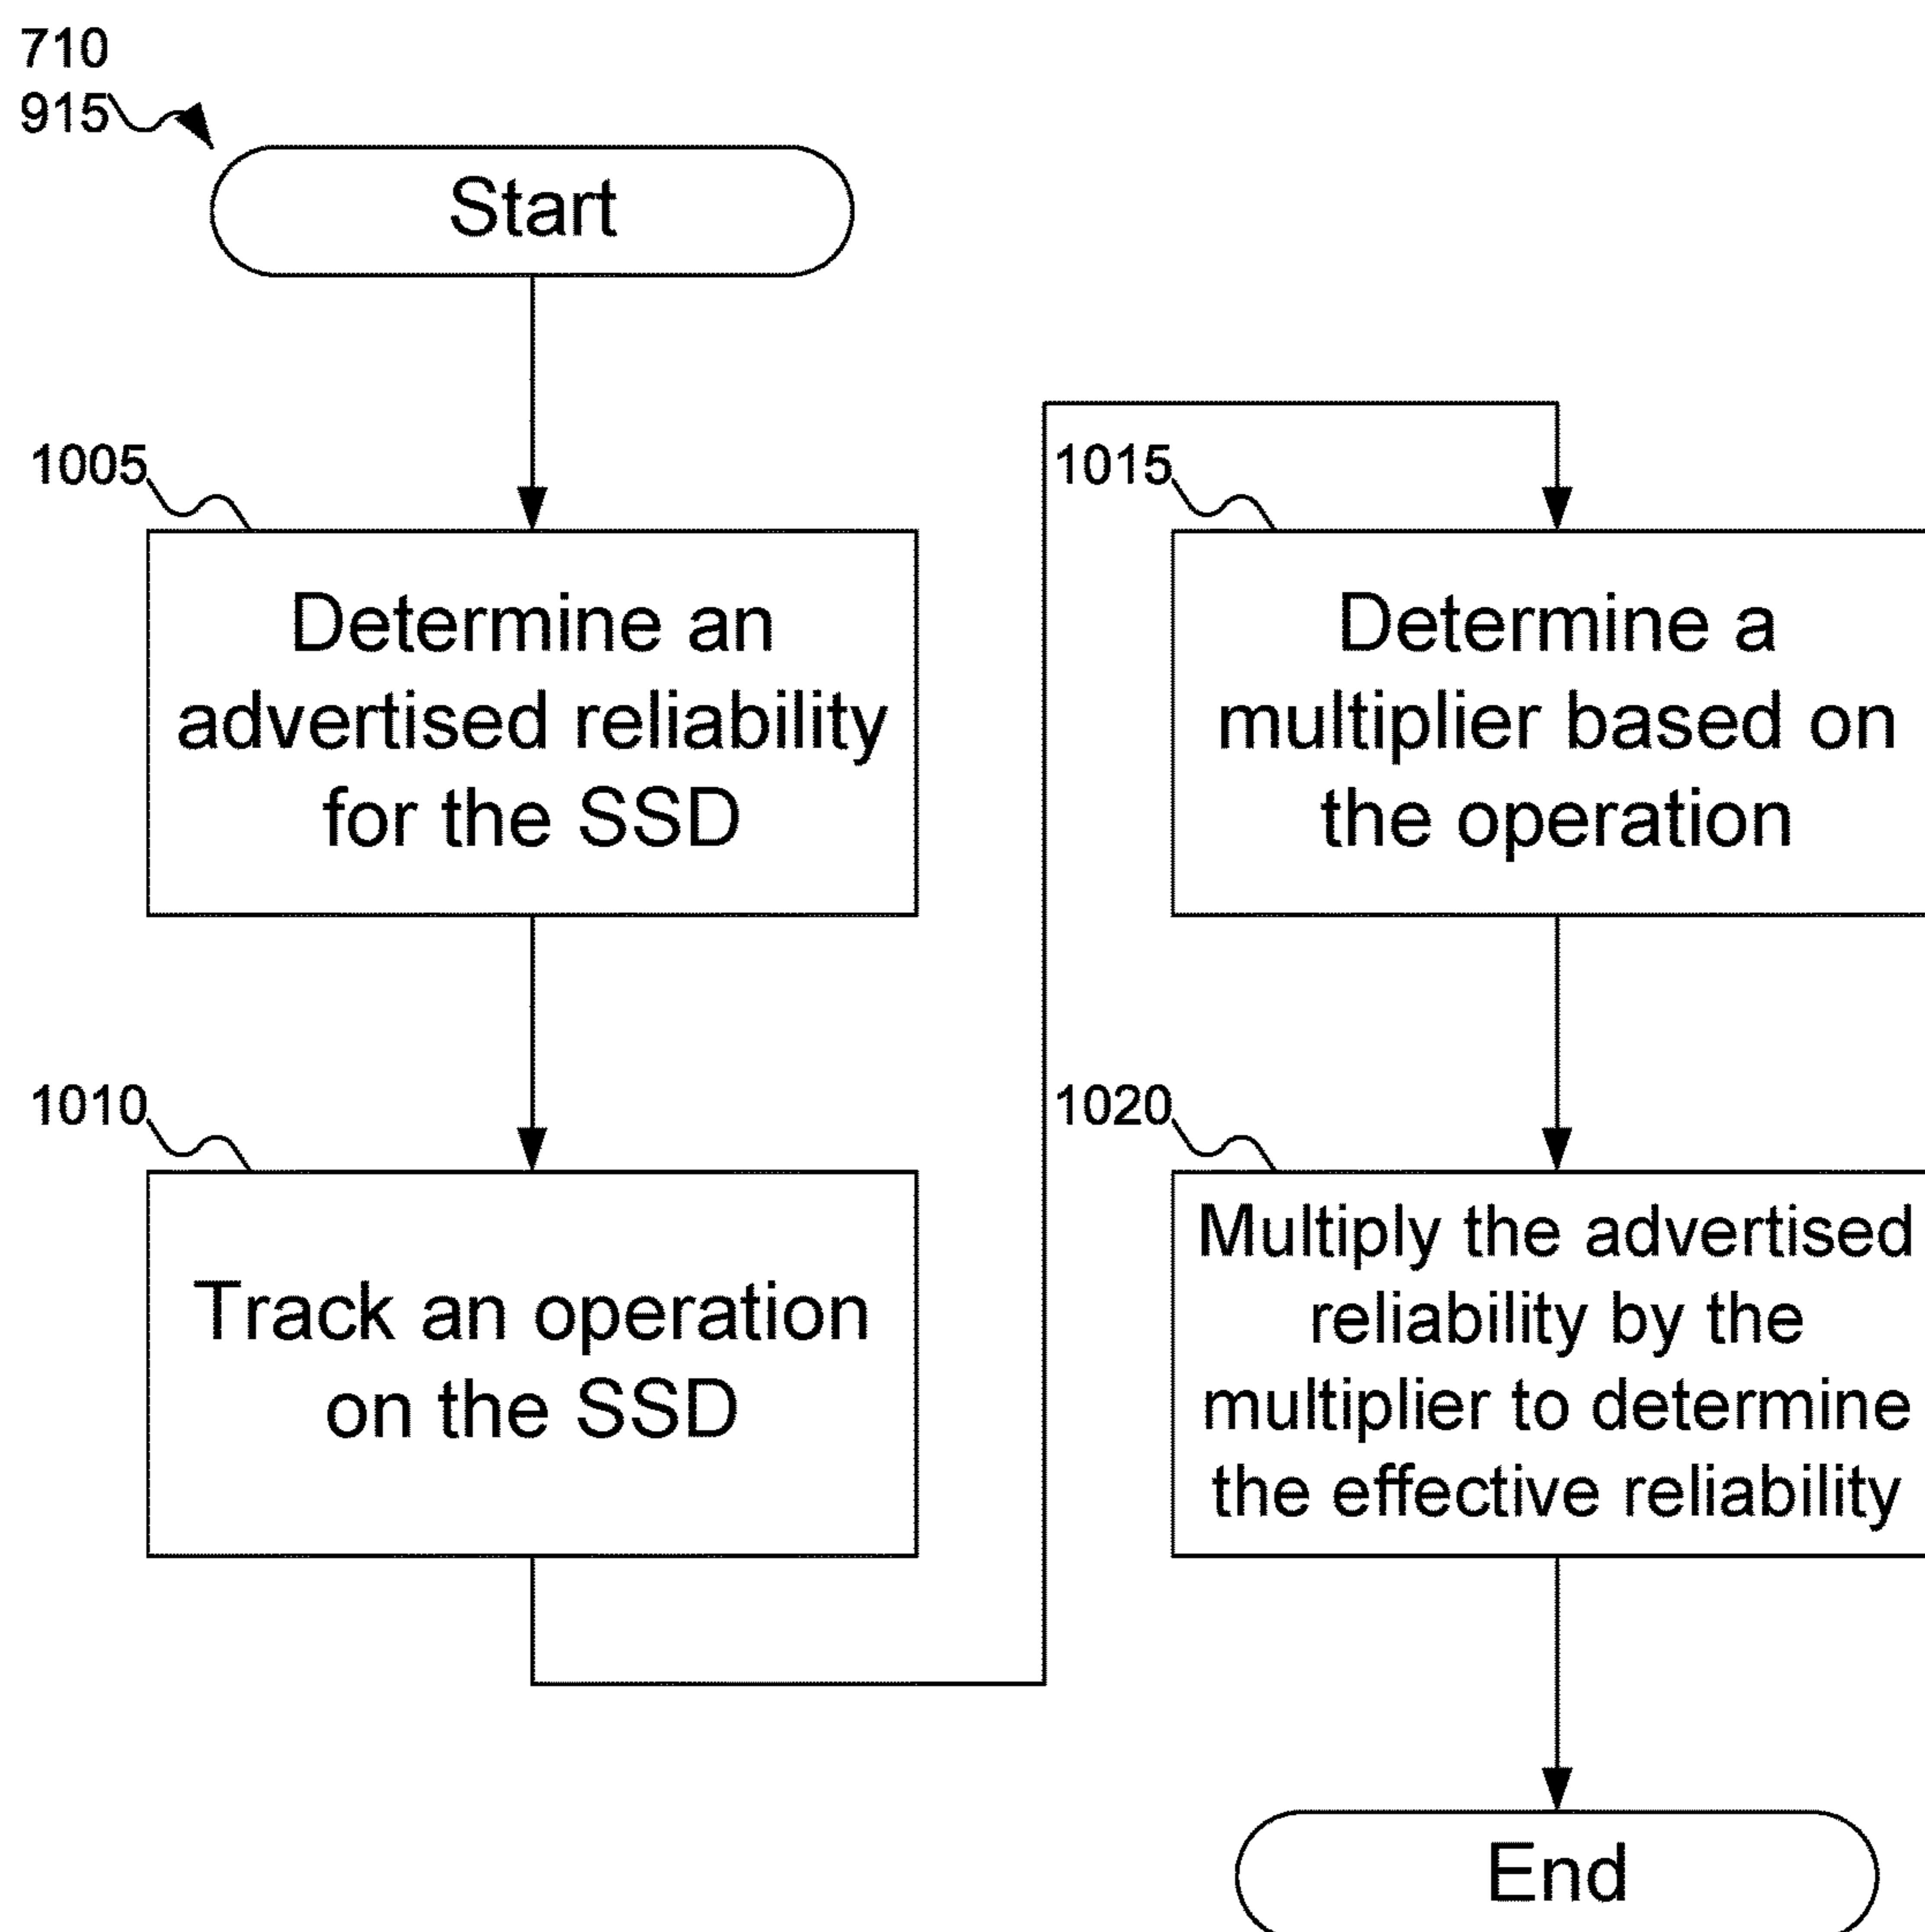 710
915
Start
1005
Determine an
advertised reliability
for the SSD
1010
Track an operation
on the SSD
1015
Determine a
multiplier based on
the operation
1020
Multiply the advertised
reliability by the
multiplier to determine
the effective reliability
End